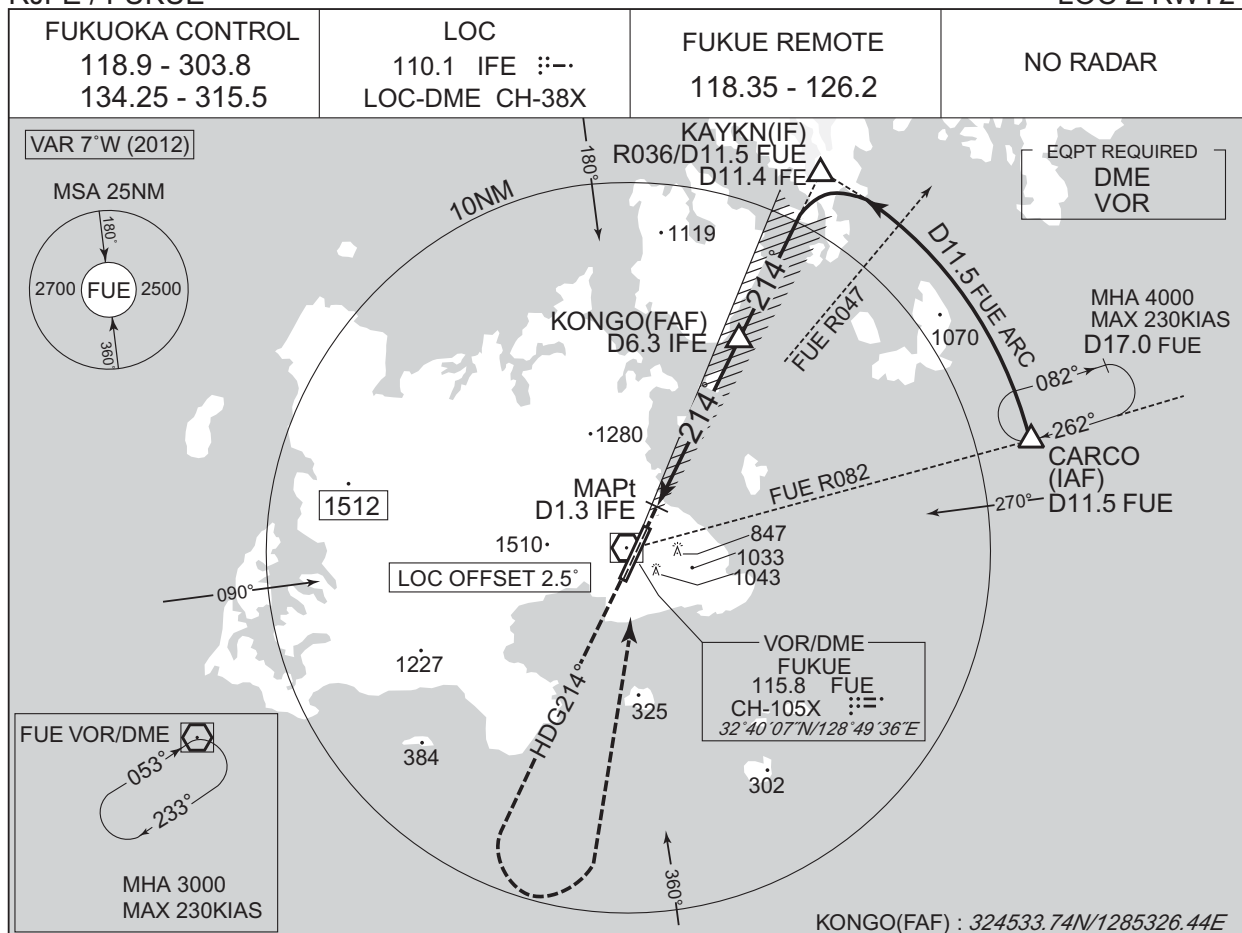 FUKUOKA CONTROL
118.9 - 303.8
134.25 - 315.5
LOC
110.1 IFE
LOC-DME CH-38X
FUKUE REMOTE
118.35 - 126.2
NO RADAR
VAR 7˚W (2012)
MSA 25NM
180°
2700 FUE 2500
360°
10NM
180°
KAYKN(IF)
R036/D11.5 FUE
D11.4 IFE
EQPT REQUIRED
DME
VOR
1119
214°
D11.5 FUE ARC
FUE R047
MHA 4000
MAX 230KIAS
D17.0 FUE
KONGO(FAF)
D6.3 IFE
1070
082°
262°
214°
1280
CARCO
(IAF)
D11.5 FUE
FUE R082
270°
1512
MAPt
D1.3 IFE
1510
847
1033
1043
LOC OFFSET 2.5˚
090°
VOR/DME
FUKUE
115.8 FUE
CH-105X
32˚40´07˝N/128˚49´36˝E
1227
HDG214°
325
384
302
360°
FUE VOR/DME
053°
233°
MHA 3000
MAX 230KIAS
KONGO(FAF) : 324533.74N/1285326.44E